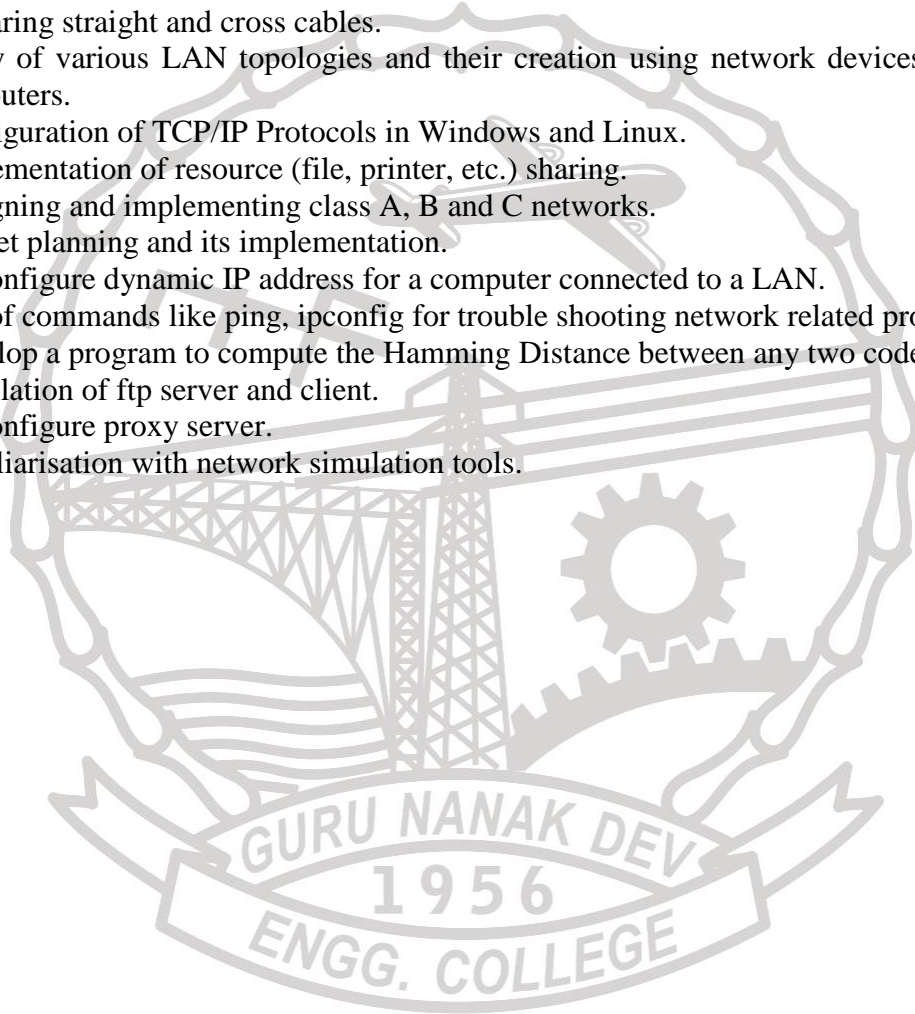 aring straight and cross cables.
y of various LAN topologies and their creation using network devices
outers.
iguration of TCP/IP Protocols in Windows and Linux.
ementation of resource (file, printer, etc.) sharing.
gning and implementing class A, B and C networks.
et planning and its implementation.
onfigure dynamic IP address for a computer connected to a LAN.
of commands like ping, ipconfig for trouble shooting network related pro
lop a program to compute the Hamming Distance between any two code
lation of ftp server and client.
onfigure proxy server.
liarisation with network simulation tools.
GURU NANAK DEV
1956
ENGG. COLLEGE